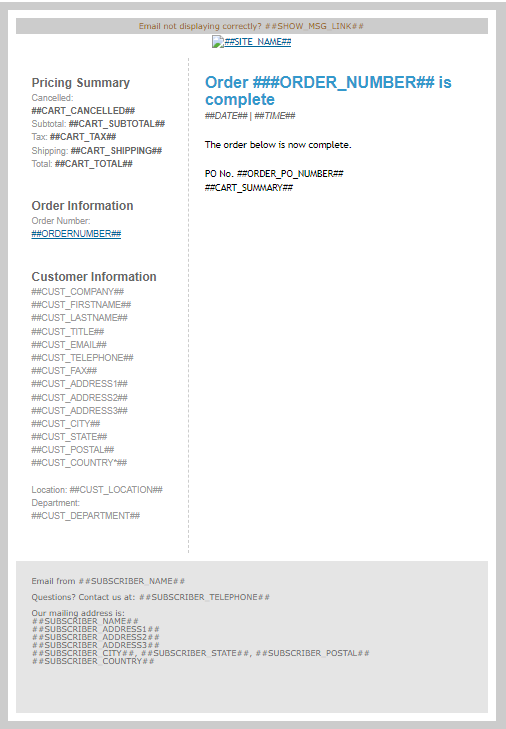 Email not displaying correctly? ##SHOW_MSG_LINK##
##SITE_NAME##
Pricing Summary
Cancelled:
##CART_CANCELLED##
Subtotal: ##CART_SUBTOTAL##
Tax: ##CART_TAX##
Shipping: ##CART_SHIPPING##
Total: ##CART_TOTAL##
Order Information
Order Number:
##ORDERNUMBER##
Customer Information
##CUST_COMPANY##
##CUST_FIRSTNAME##
##CUST_LASTNAME##
##CUST_TITLE##
##CUST_EMAIL##
##CUST_TELEPHONE##
##CUST_FAX##
##CUST_ADDRESS1##
##CUST_ADDRESS2##
##CUST_ADDRESS3##
##CUST_CITY##
##CUST_STATE##
##CUST_POSTAL##
##CUST_COUNTRY*##
Location: ##CUST_LOCATION##
Department:
##CUST_DEPARTMENT##
Order ###ORDER_NUMBER## is
complete
##DATE## | ##TIME##
The order below is now complete.
PO No. ##ORDER_PO_NUMBER##
##CART_SUMMARY##
Email from ##SUBSCRIBER_NAME##
Questions? Contact us at: ##SUBSCRIBER_TELEPHONE##
Our mailing address is:
##SUBSCRIBER_NAME##
##SUBSCRIBER_ADDRESS1##
##SUBSCRIBER_ADDRESS2##
##SUBSCRIBER_ADDRESS3##
##SUBSCRIBER_CITY##, ##SUBSCRIBER_STATE##, ##SUBSCRIBER_POSTAL##
##SUBSCRIBER_COUNTRY##